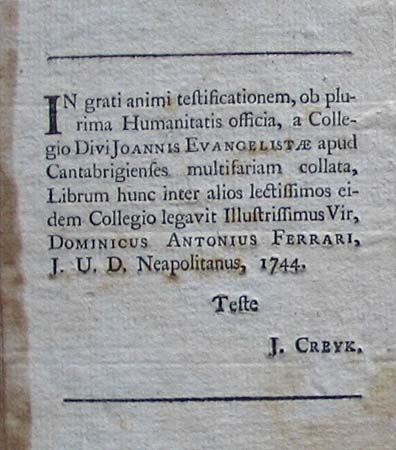 IN grati animi teſtificationem, ob plu-
rima Humanitatis officia, a Colle-
gio Divi JOANNIS EVANGELISTÆ apud
Cantabrigienſes multifariam collata,
Librum hunc inter alios lectiſſimos ei-
dem Collegio legavit Illuſtriſſimus Vir,
DOMINICUS ANTONIUS FERRARI,
J. U. D. Neapolitanus, 1744.
Teſte
J. CREYK.